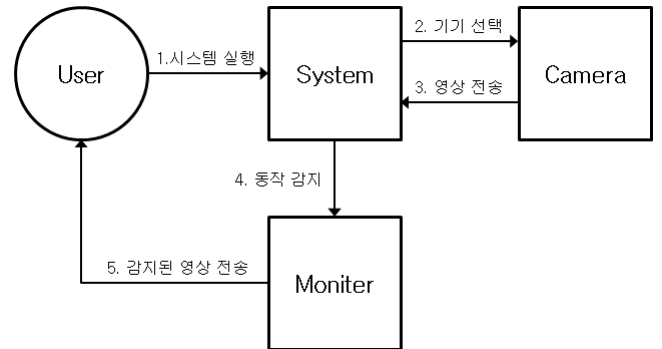 User
1.시스템 실행
System
2. 기기 선택
3. 영상 전송
Camera
4. 동작 감지
5. 감지된 영상 전송
Moniter